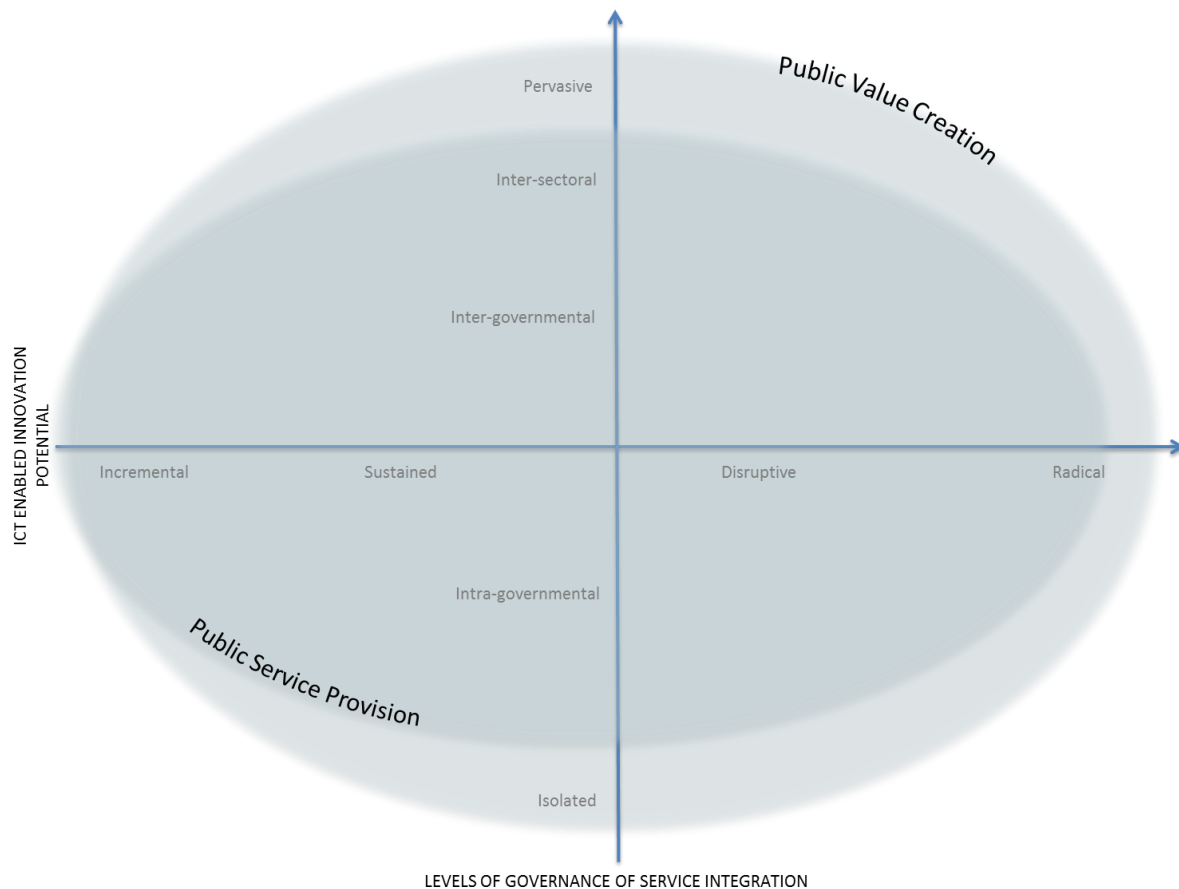 Public Value Creation
Pervasive
Inter-sectoral
Inter-governmental
ICT ENABLED INNOVATION
POTENTIAL
Incremental
Sustained
Disruptive
Radical
Intra-governmental
Public Service Provision
Isolated
LEVELS OF GOVERNANCE OF SERVICE INTEGRATION